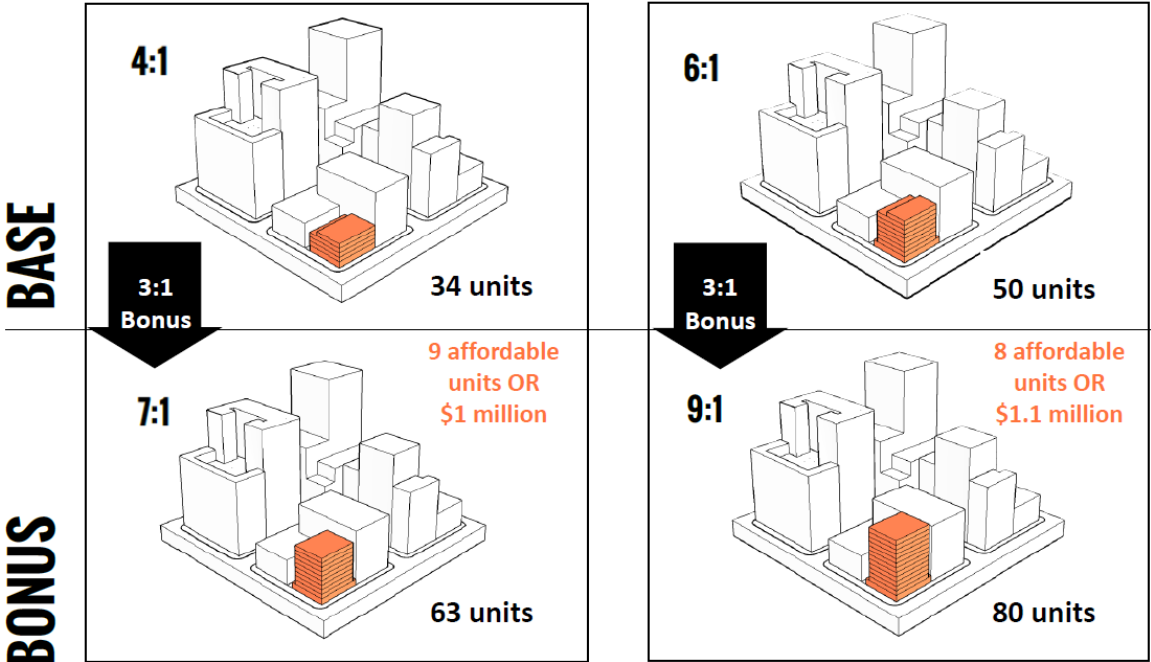 BASE
4:1
34 units
3:1
Bonus
6:1
50 units
3:1
Bonus
BONUS
7:1
9 affordable
units OR
$1 million
63 units
9:1
8 affordable
units OR
$1.1 million
80 units